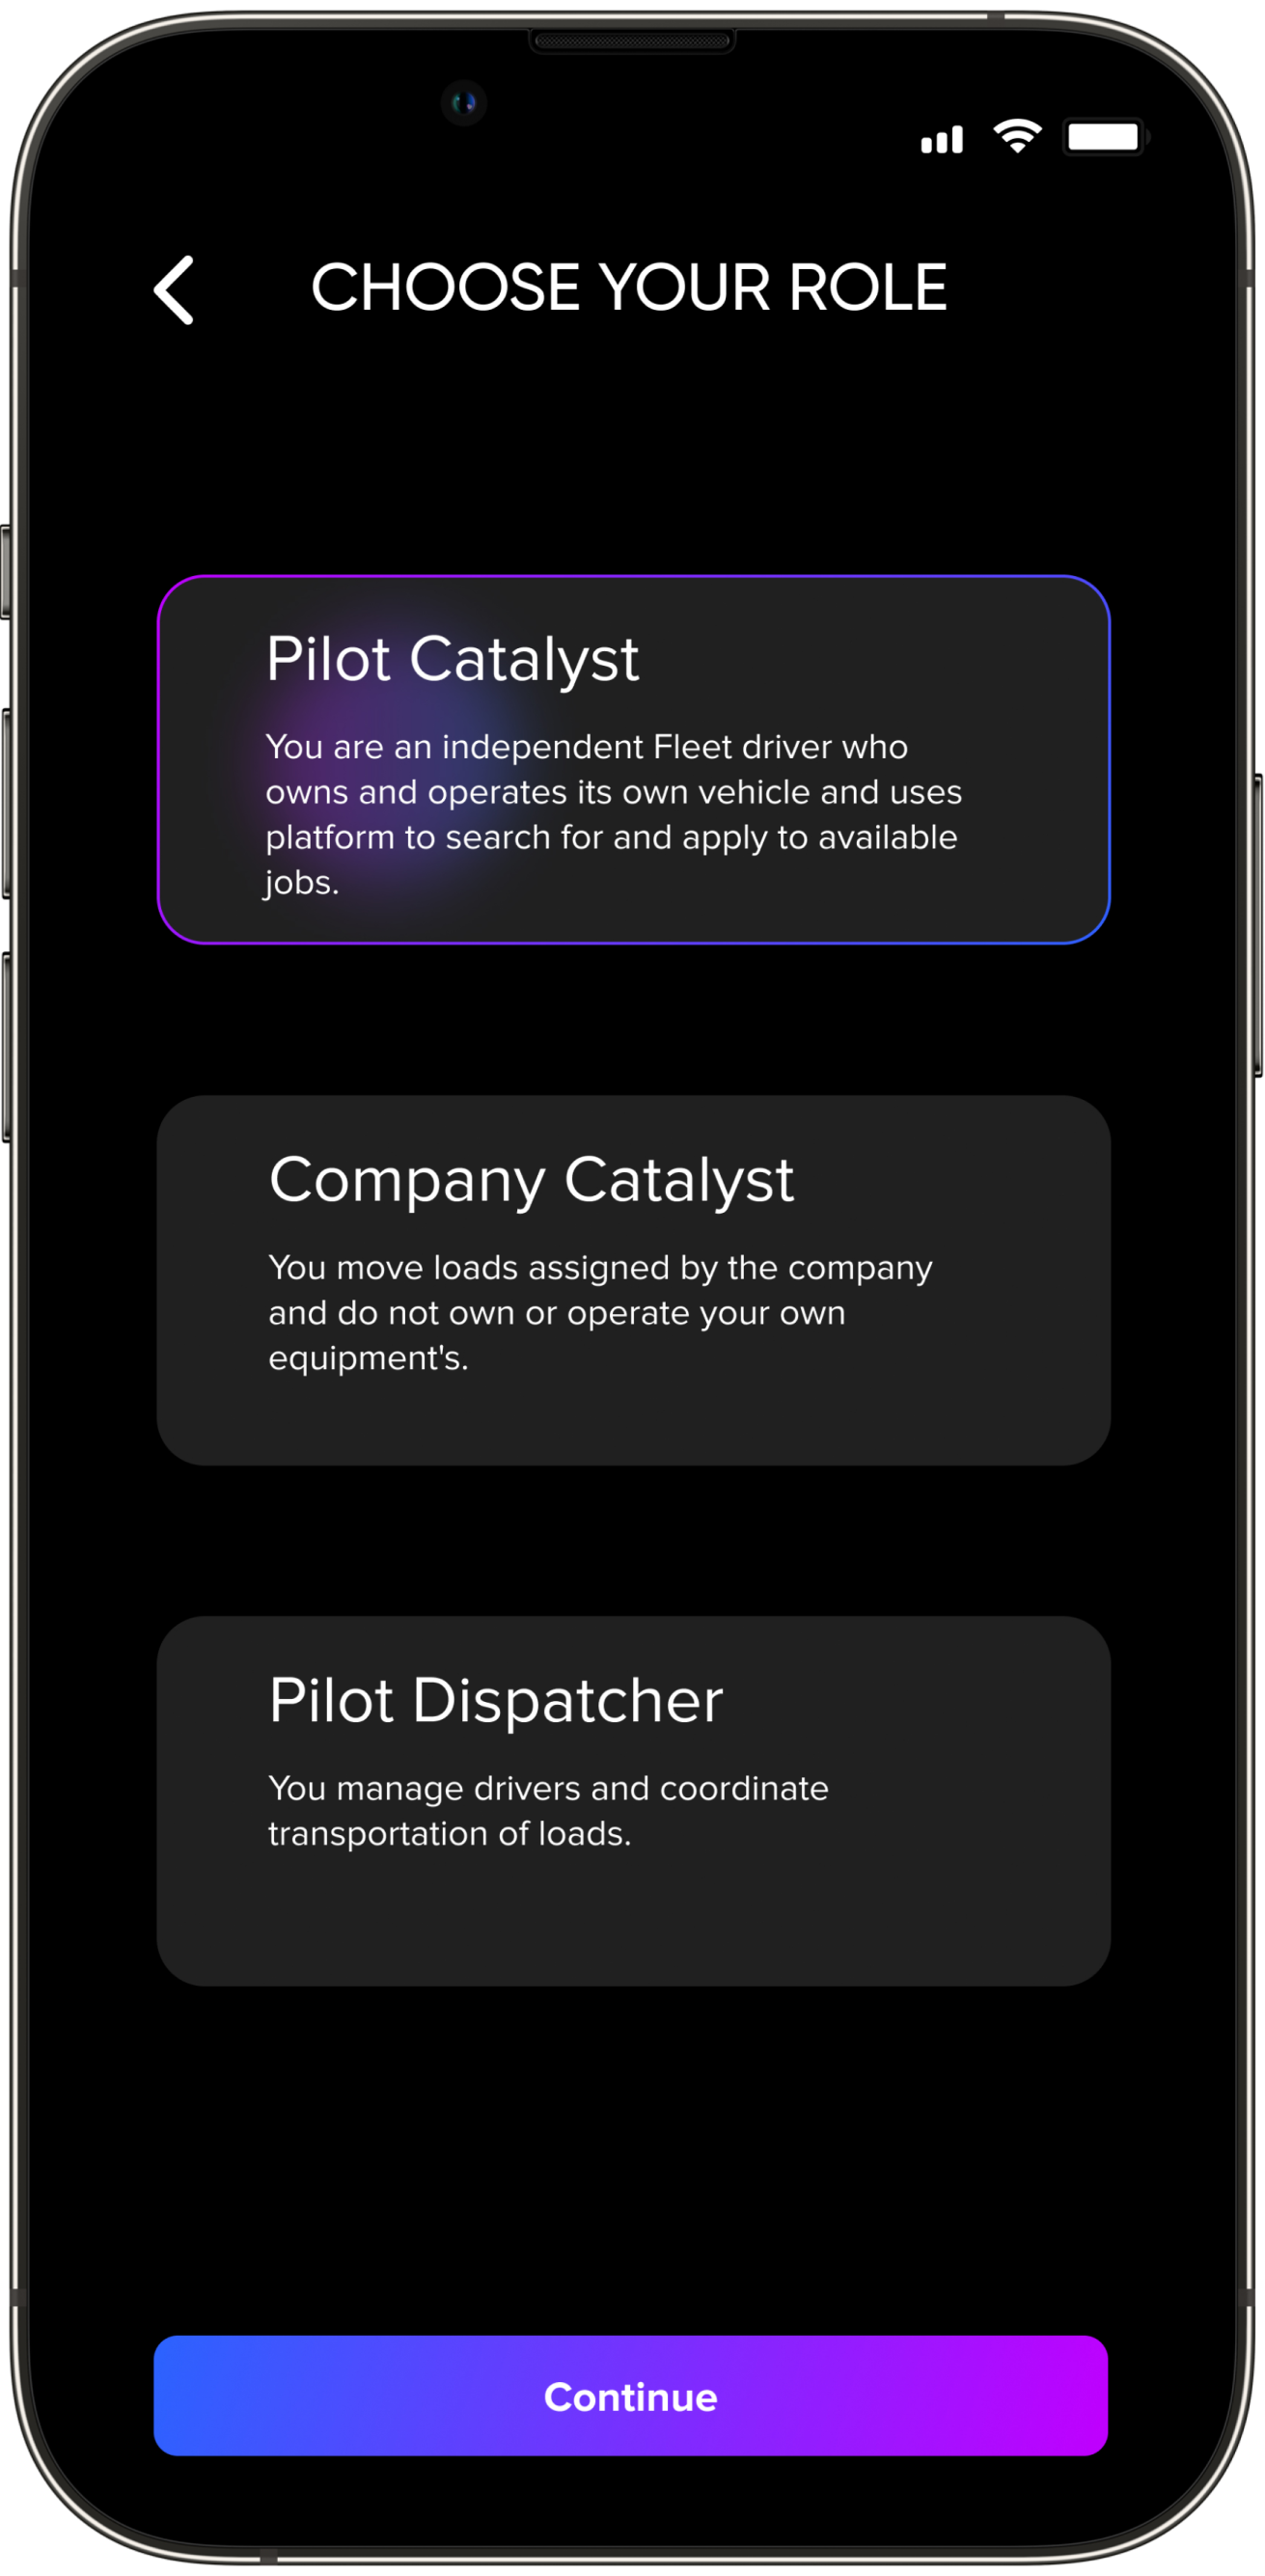 CHOOSE YOUR ROLE
Pilot Catalyst
You are an independent Fleet driver who
owns and operates its own vehicle and uses
platform to search for and apply to available
jobs.
Company Catalyst
You move loads assigned by the company
and do not own or operate your own
equipment's.
Pilot Dispatcher
You manage drivers and coordinate
transportation of loads.
Continue